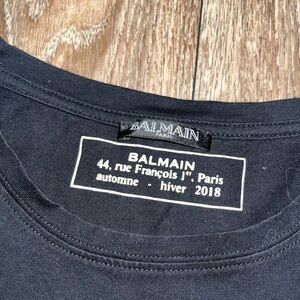 BALMAIN
PARIS
BALMAIN
44, rue François 1er. Paris
automne - hiver 2018